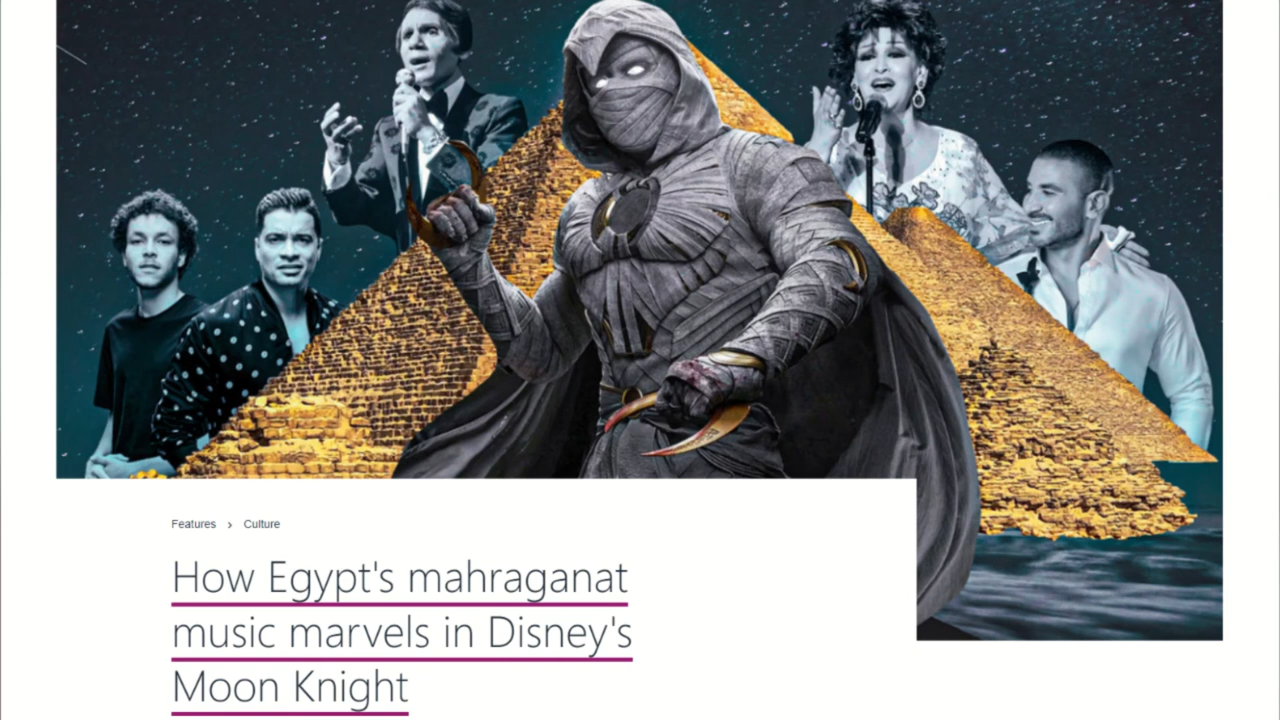 Features › Culture
How Egypt's mahraganat
music marvels in Disney's
Moon Knight